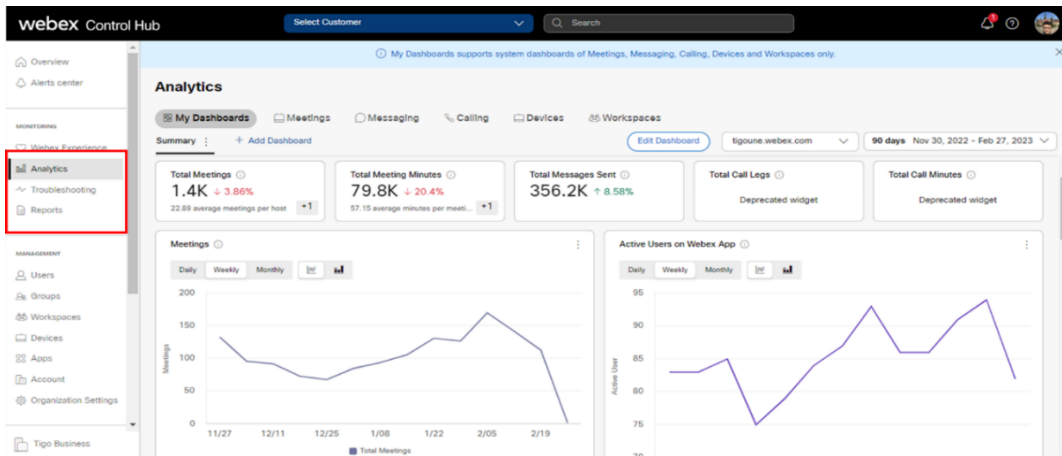 webex Control Hub
Select Customer
Search
Overview
Alerts center
MONITORING
Webex Experience
Analytics
Troubleshooting
Reports
MANAGEMENT
Users
Groups
Workspaces
Devices
Apps
Account
Organization Settings
Tigo Business
My Dashboards supports system dashboards of Meetings, Messaging, Calling, Devices and Workspaces only.
Analytics
My Dashboards Meetings Messaging Calling Devices Workspaces
Summary + Add Dashboard Edit Dashboard tigoune.webex.com 90 days Nov 30, 2022 - Feb 27, 2023
Total Meetings
1.4K ↓ 3.86%
22.89 average meetings per host +1
Total Meeting Minutes
79.8K ↓ 20.4%
57.15 average minutes per meeti... +1
Total Messages Sent
356.2K ↑ 8.58%
Total Call Legs
Deprecated widget
Total Call Minutes
Deprecated widget
Meetings
Daily Weekly Monthly
200
150
100
50
0
Meetings
11/27 12/11 12/25 1/08 1/22 2/05 2/19
Total Meetings
Active Users on Webex App
Daily Weekly Monthly
95
90
85
80
75
70
Active User